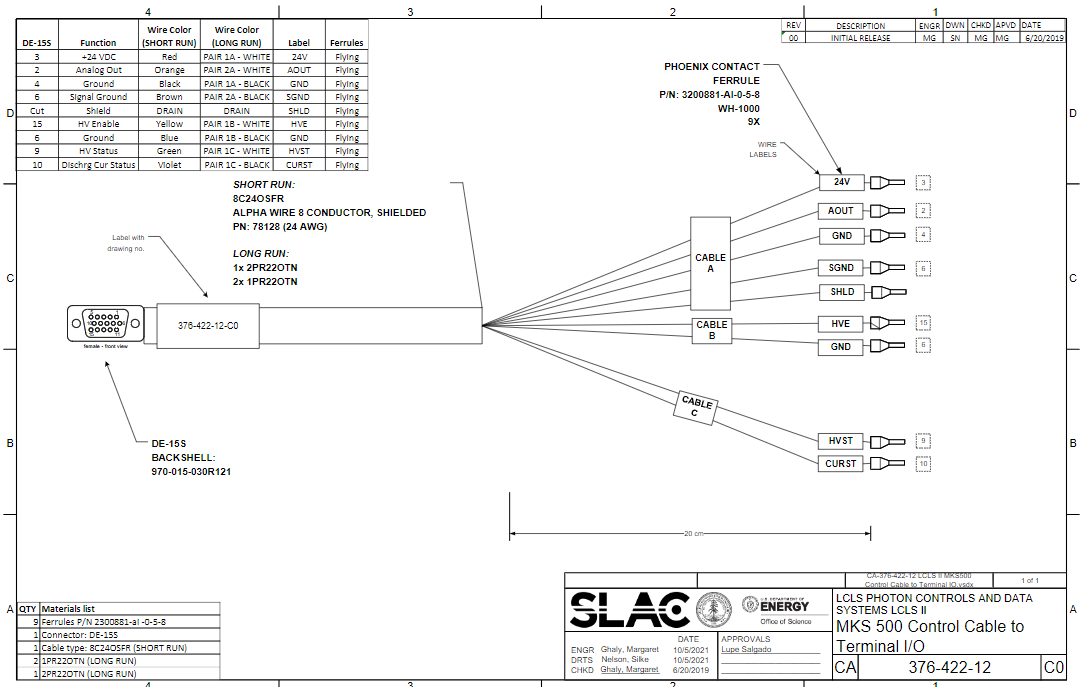 4 3 2 1
DE-15S Function Wire Color (SHORT RUN) Wire Color (LONG RUN) Label Ferrules
3 +24 VDC Red PAIR 1A - WHITE 24V Flying
2 Analog Out Orange PAIR 2A - WHITE AOUT Flying
4 Ground Black PAIR 1A - BLACK GND Flying
6 Signal Ground Brown PAIR 2A - BLACK SGND Flying
Cut Shield DRAIN DRAIN SHLD Flying
15 HV Enable Yellow PAIR 1B - WHITE HVE Flying
6 Ground Blue PAIR 1B - BLACK GND Flying
9 HV Status Green PAIR 1C - WHITE HVST Flying
10 Dischrg Cur Status Violet PAIR 1C - BLACK CURST Flying
REV DESCRIPTION ENGR DWN CHKD APVD DATE
00 INITIAL RELEASE MG SN MG MG 6/20/2019
PHOENIX CONTACT
FERRULE
P/N: 3200881-AI-0-5-8
WH-1000
9X
D D
WIRE
LABELS
SHORT RUN:
8C24OSFR
ALPHA WIRE 8 CONDUCTOR, SHIELDED
PN: 78128 (24 AWG)
LONG RUN:
1x 2PR22OTN
2x 1PR22OTN
Label with
drawing no.
24V 3
AOUT 2
GND 4
CABLE
A
SGND 6
C C
SHLD
376-422-12-C0
female - front view
CABLE
B
HVE 15
GND 6
CABLE
C
HVST 9
CURST 10
B B
DE-15S
BACKSHELL:
970-015-030R121
20 cm
A A
QTY Materials list
9 Ferrules P/N 2300881-al -0-5-8
1 Connector: DE-15S
1 Cable type: 8C24OSFR (SHORT RUN)
2 1PR22OTN (LONG RUN)
1 2PR22OTN (LONG RUN)
CA-376-422-12 LCLS II MKS500
Control Cable to Terminal IO.vsdx
1 of 1
SLAC
U.S. DEPARTMENT OF
ENERGY
Office of Science
LCLS PHOTON CONTROLS AND DATA
SYSTEMS LCLS II
MKS 500 Control Cable to
Terminal I/O
DATE
ENGR Ghaly, Margaret 10/5/2021
DRTS Nelson, Silke 10/5/2021
CHKD Ghaly, Margaret 6/20/2019
APPROVALS
Lupe Salgado
CA 376-422-12 C0
4 3 2 1